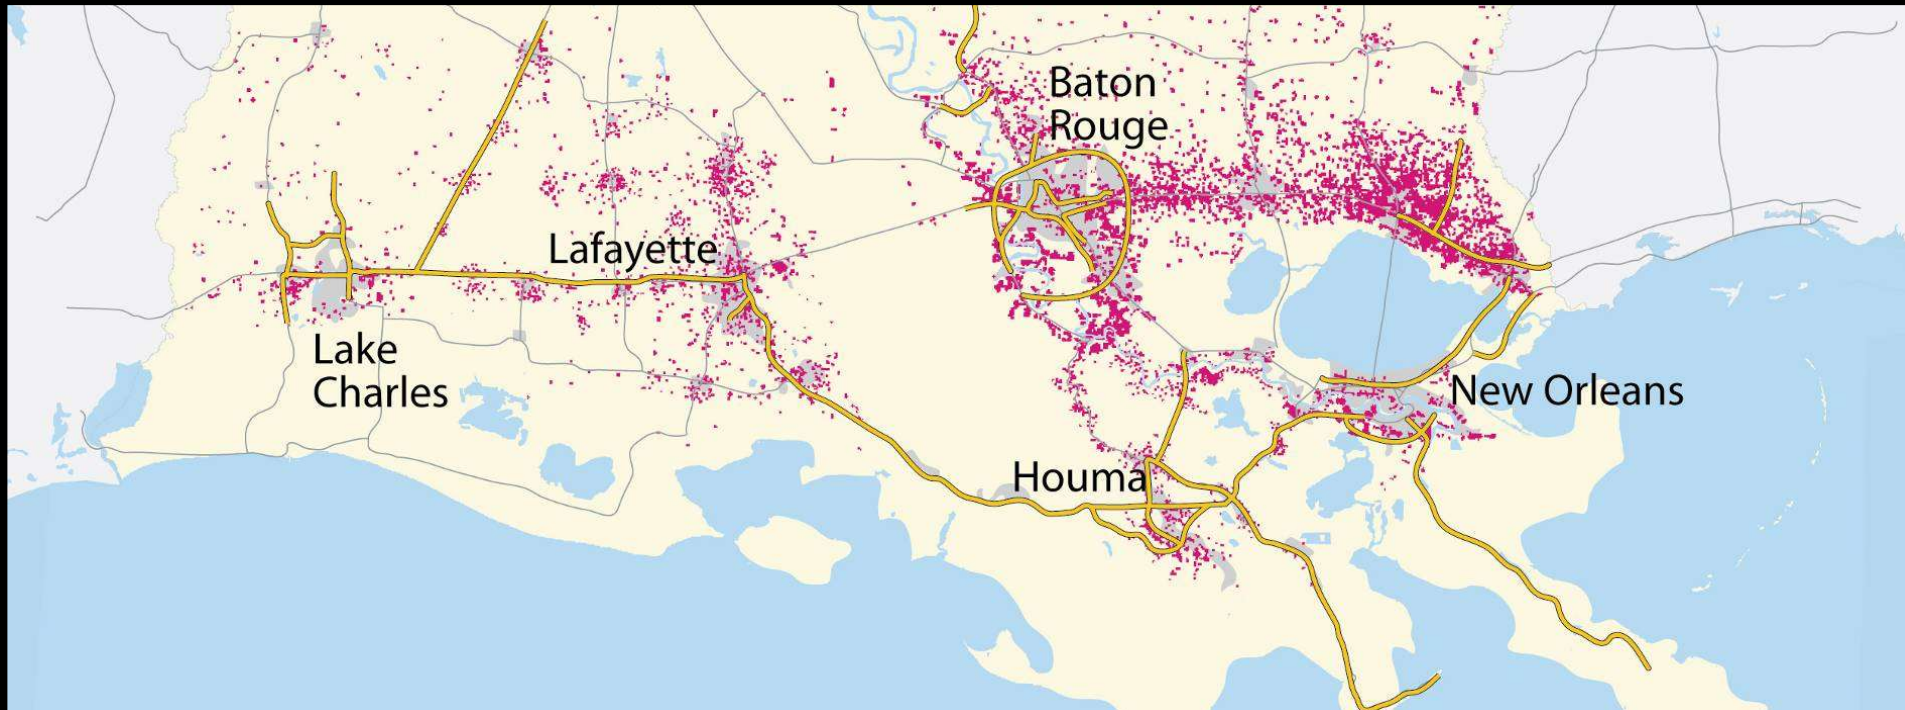 Baton
Rouge
Lafayette
Lake
Charles
New Orleans
Houma